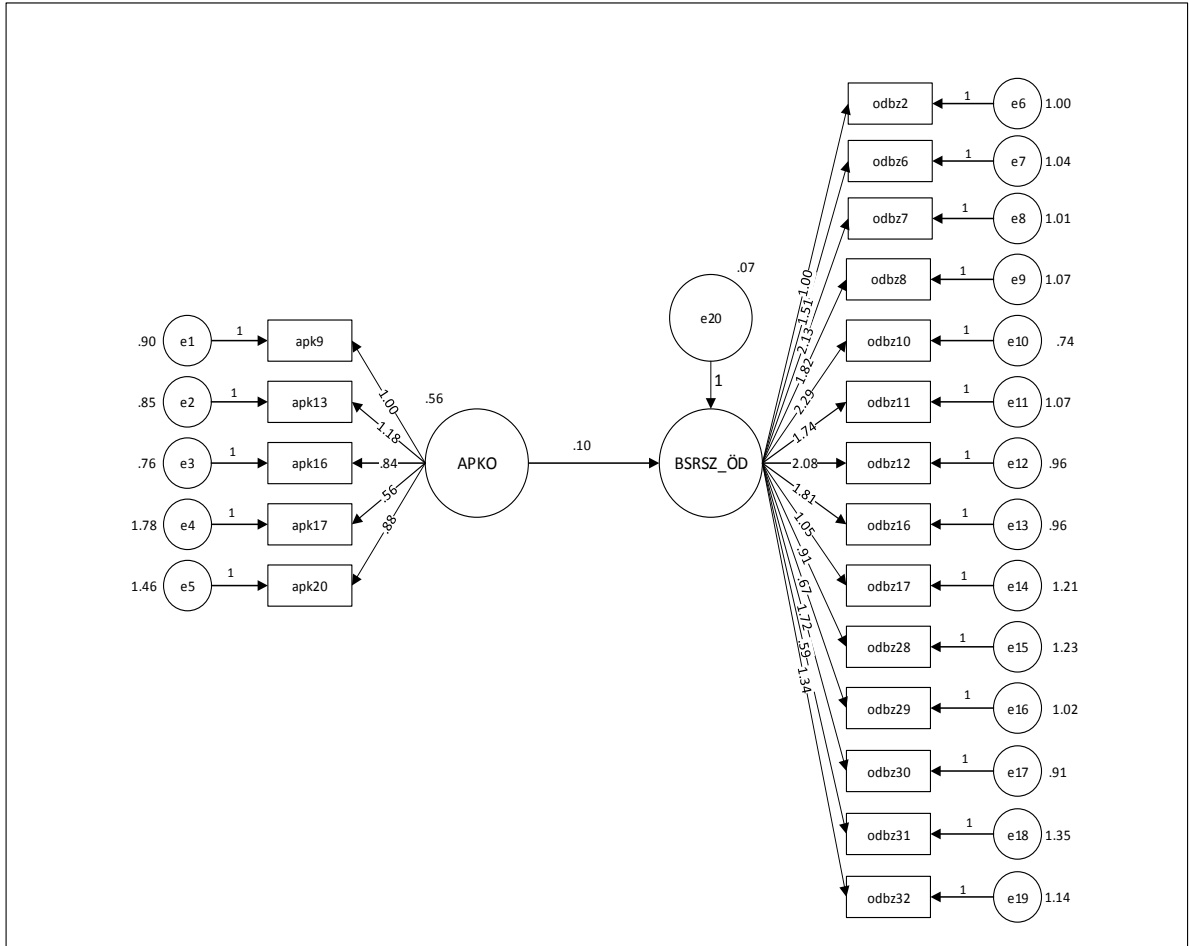 odbz2
1
e6
1.00
odbz6
1
e7
1.04
odbz7
1
e8
1.01
odbz8
1
e9
1.07
odbz10
1
e10
.74
odbz11
1
e11
1.07
odbz12
1
e12
.96
odbz16
1
e13
.96
odbz17
1
e14
1.21
odbz28
1
e15
1.23
odbz29
1
e16
1.02
odbz30
1
e17
.91
odbz31
1
e18
1.35
odbz32
1
e19
1.14
1.00
1.51
2.13
1.82
2.29
1.74
2.08
1.81
1.05
.91
.67
1.72
.59
1.34
.07
e20
1
BSRSZ_ÖD
.10
.56
APKO
1.00
1.18
.84
.56
.88
.90
e1
1
apk9
.85
e2
1
apk13
.76
e3
1
apk16
1.78
e4
1
apk17
1.46
e5
1
apk20